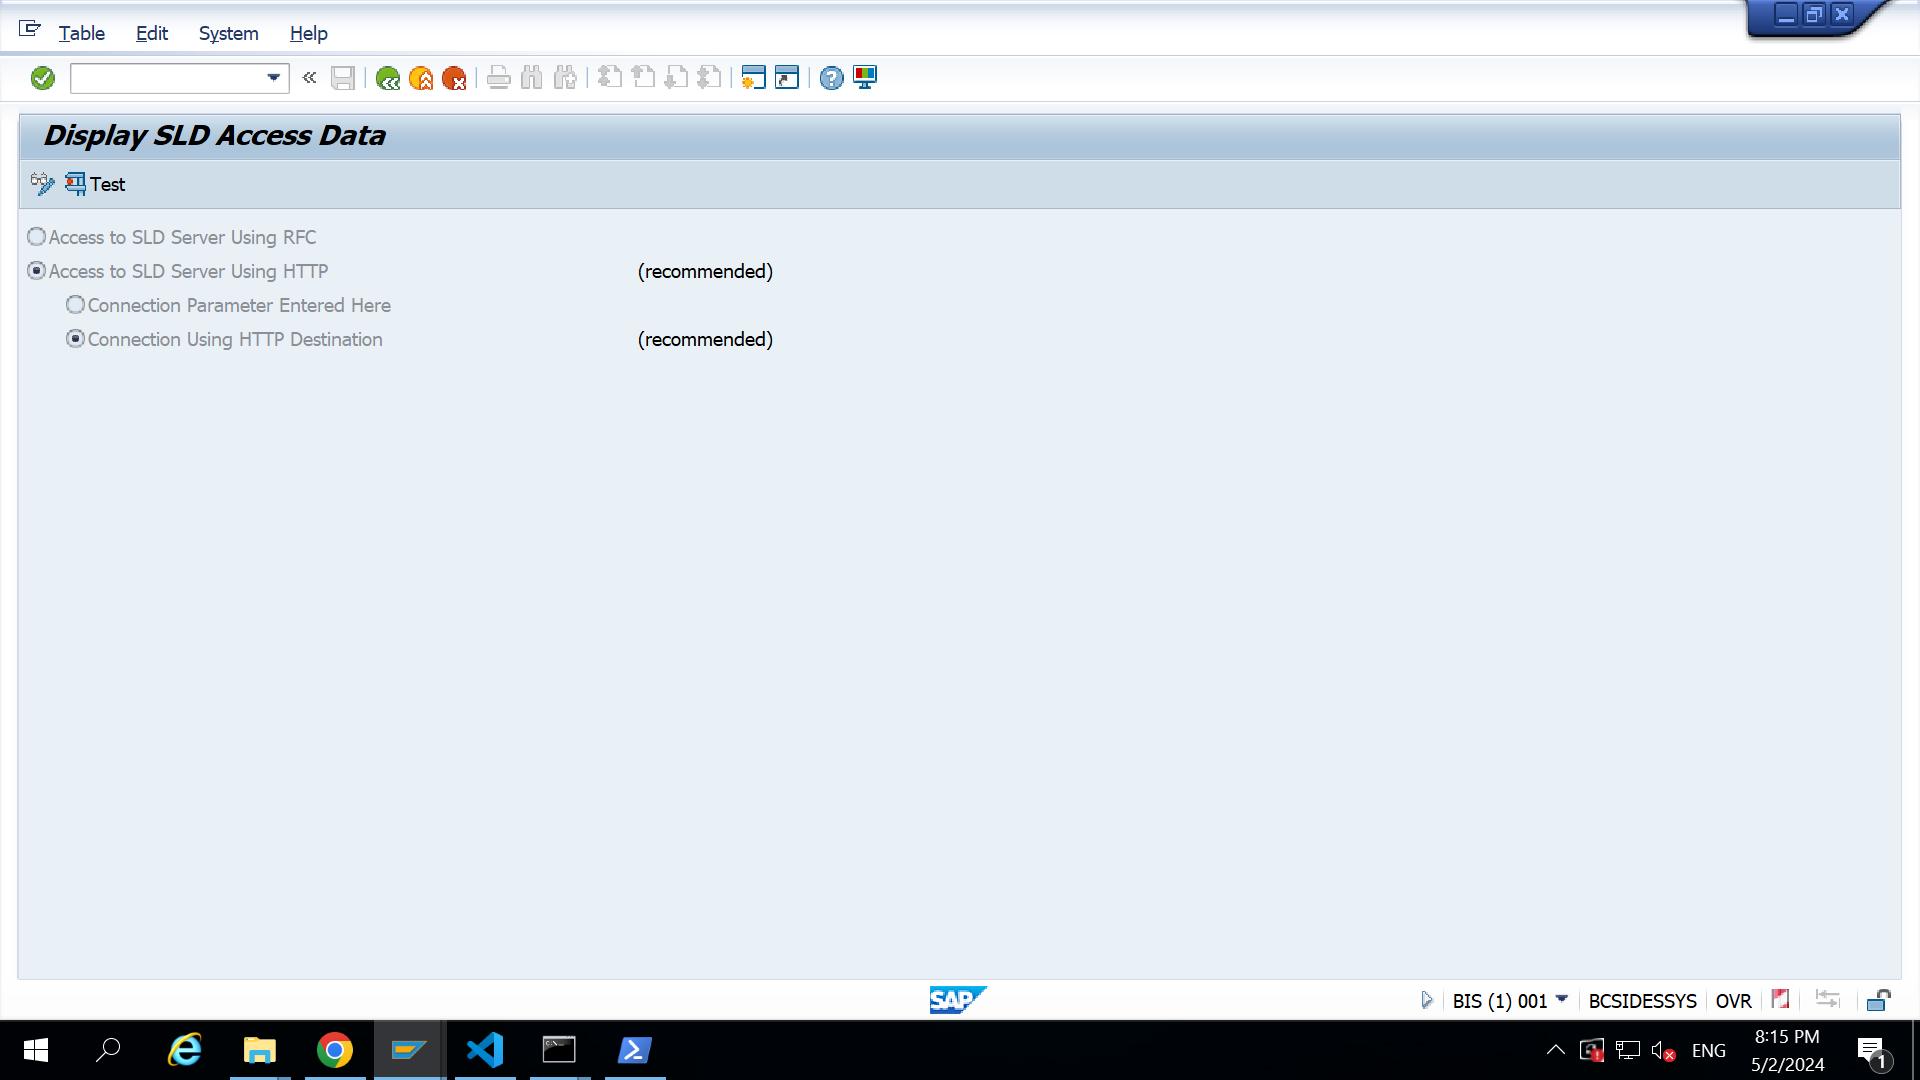 Table Edit System Help
Display SLD Access Data
Test
Access to SLD Server Using RFC
Access to SLD Server Using HTTP (recommended)
Connection Parameter Entered Here
Connection Using HTTP Destination (recommended)
SAP
BIS (1) 001 BCSIDESSYS OVR
ENG
8:15 PM
5/2/2024
1